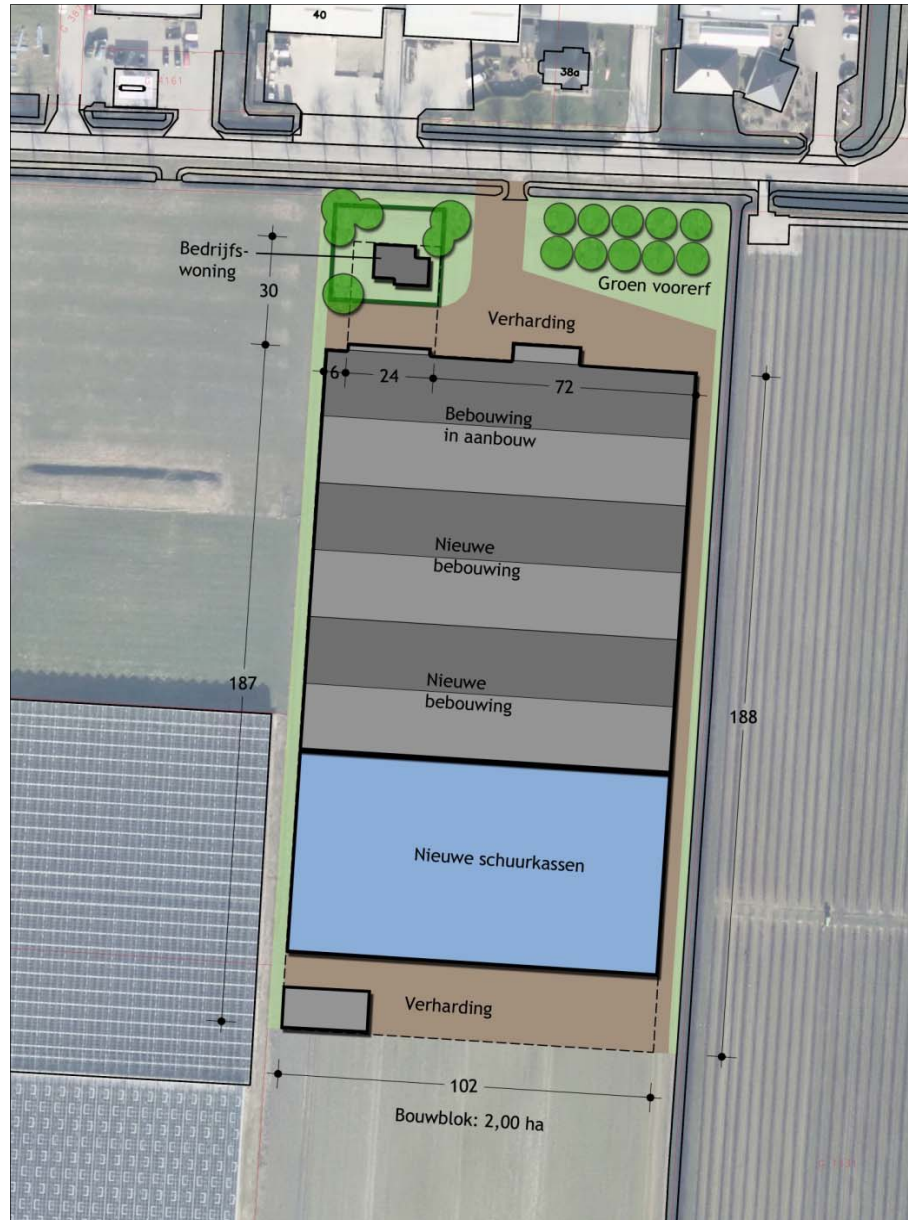 40
38a
Bedrijfs-
woning
30
Groen voorerf
Verharding
6
24
72
Bebouwing
in aanbouw
Nieuwe
bebouwing
Nieuwe
bebouwing
187
188
Nieuwe schuurkassen
Verharding
102
Bouwblok: 2,00 ha